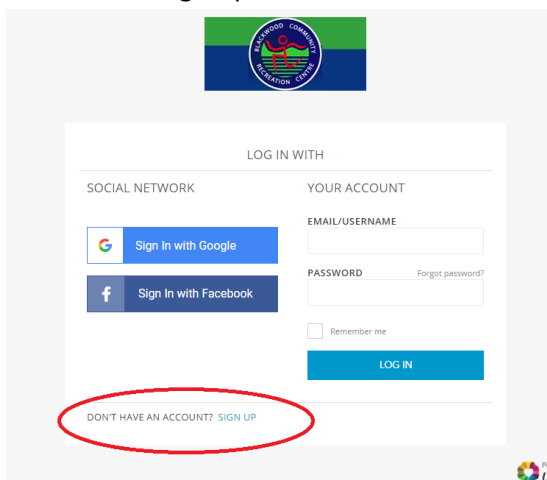 BLACKWOOD COMMUNITY
RECREATION CENTRE
LOG IN WITH
SOCIAL NETWORK
Sign In with Google
Sign In with Facebook
YOUR ACCOUNT
EMAIL/USERNAME
PASSWORD Forgot password?
Remember me
LOG IN
DON'T HAVE AN ACCOUNT? SIGN UP